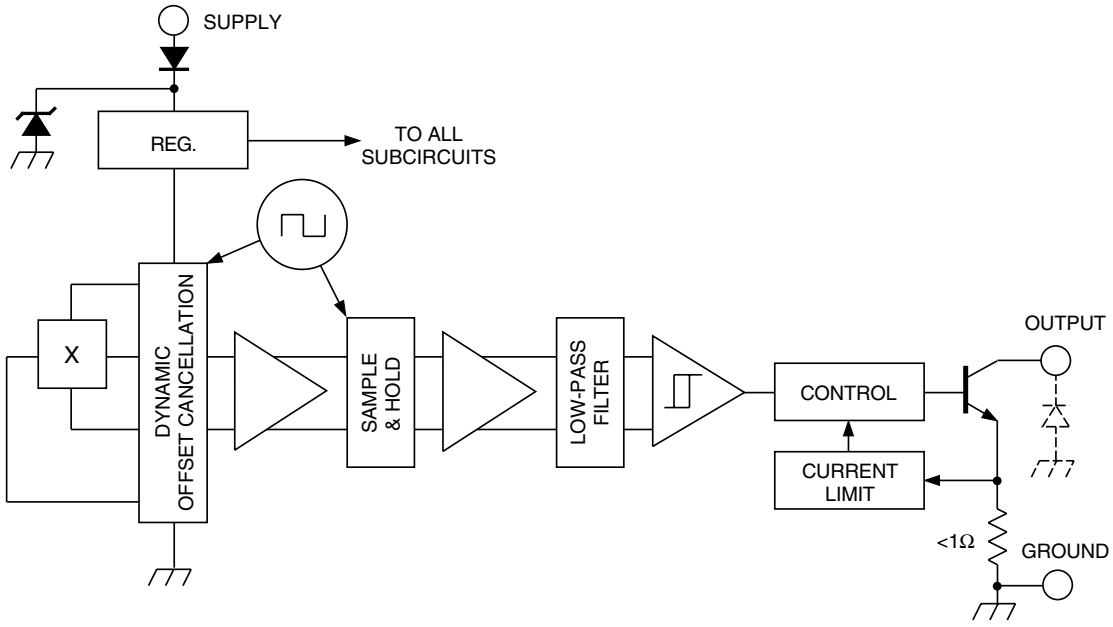 SUPPLY
REG.
TO ALL
SUBCIRCUITS
X
DYNAMIC
OFFSET CANCELLATION
SAMPLE
& HOLD
LOW-PASS
FILTER
CONTROL
CURRENT
LIMIT
OUTPUT
<1Ω
GROUND